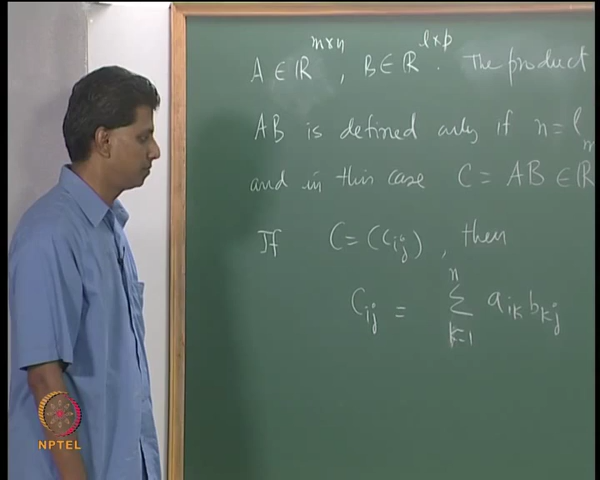 A ∈ ℝ^{m×n}, B ∈ ℝ^{l×p}. The product
AB is defined only if n = l
and in this case C = AB ∈ ℝ^m
If C = (c_{ij}), then
C_{ij} = \sum_{k=1}^{n} a_{ik} b_{kj}
NPTEL